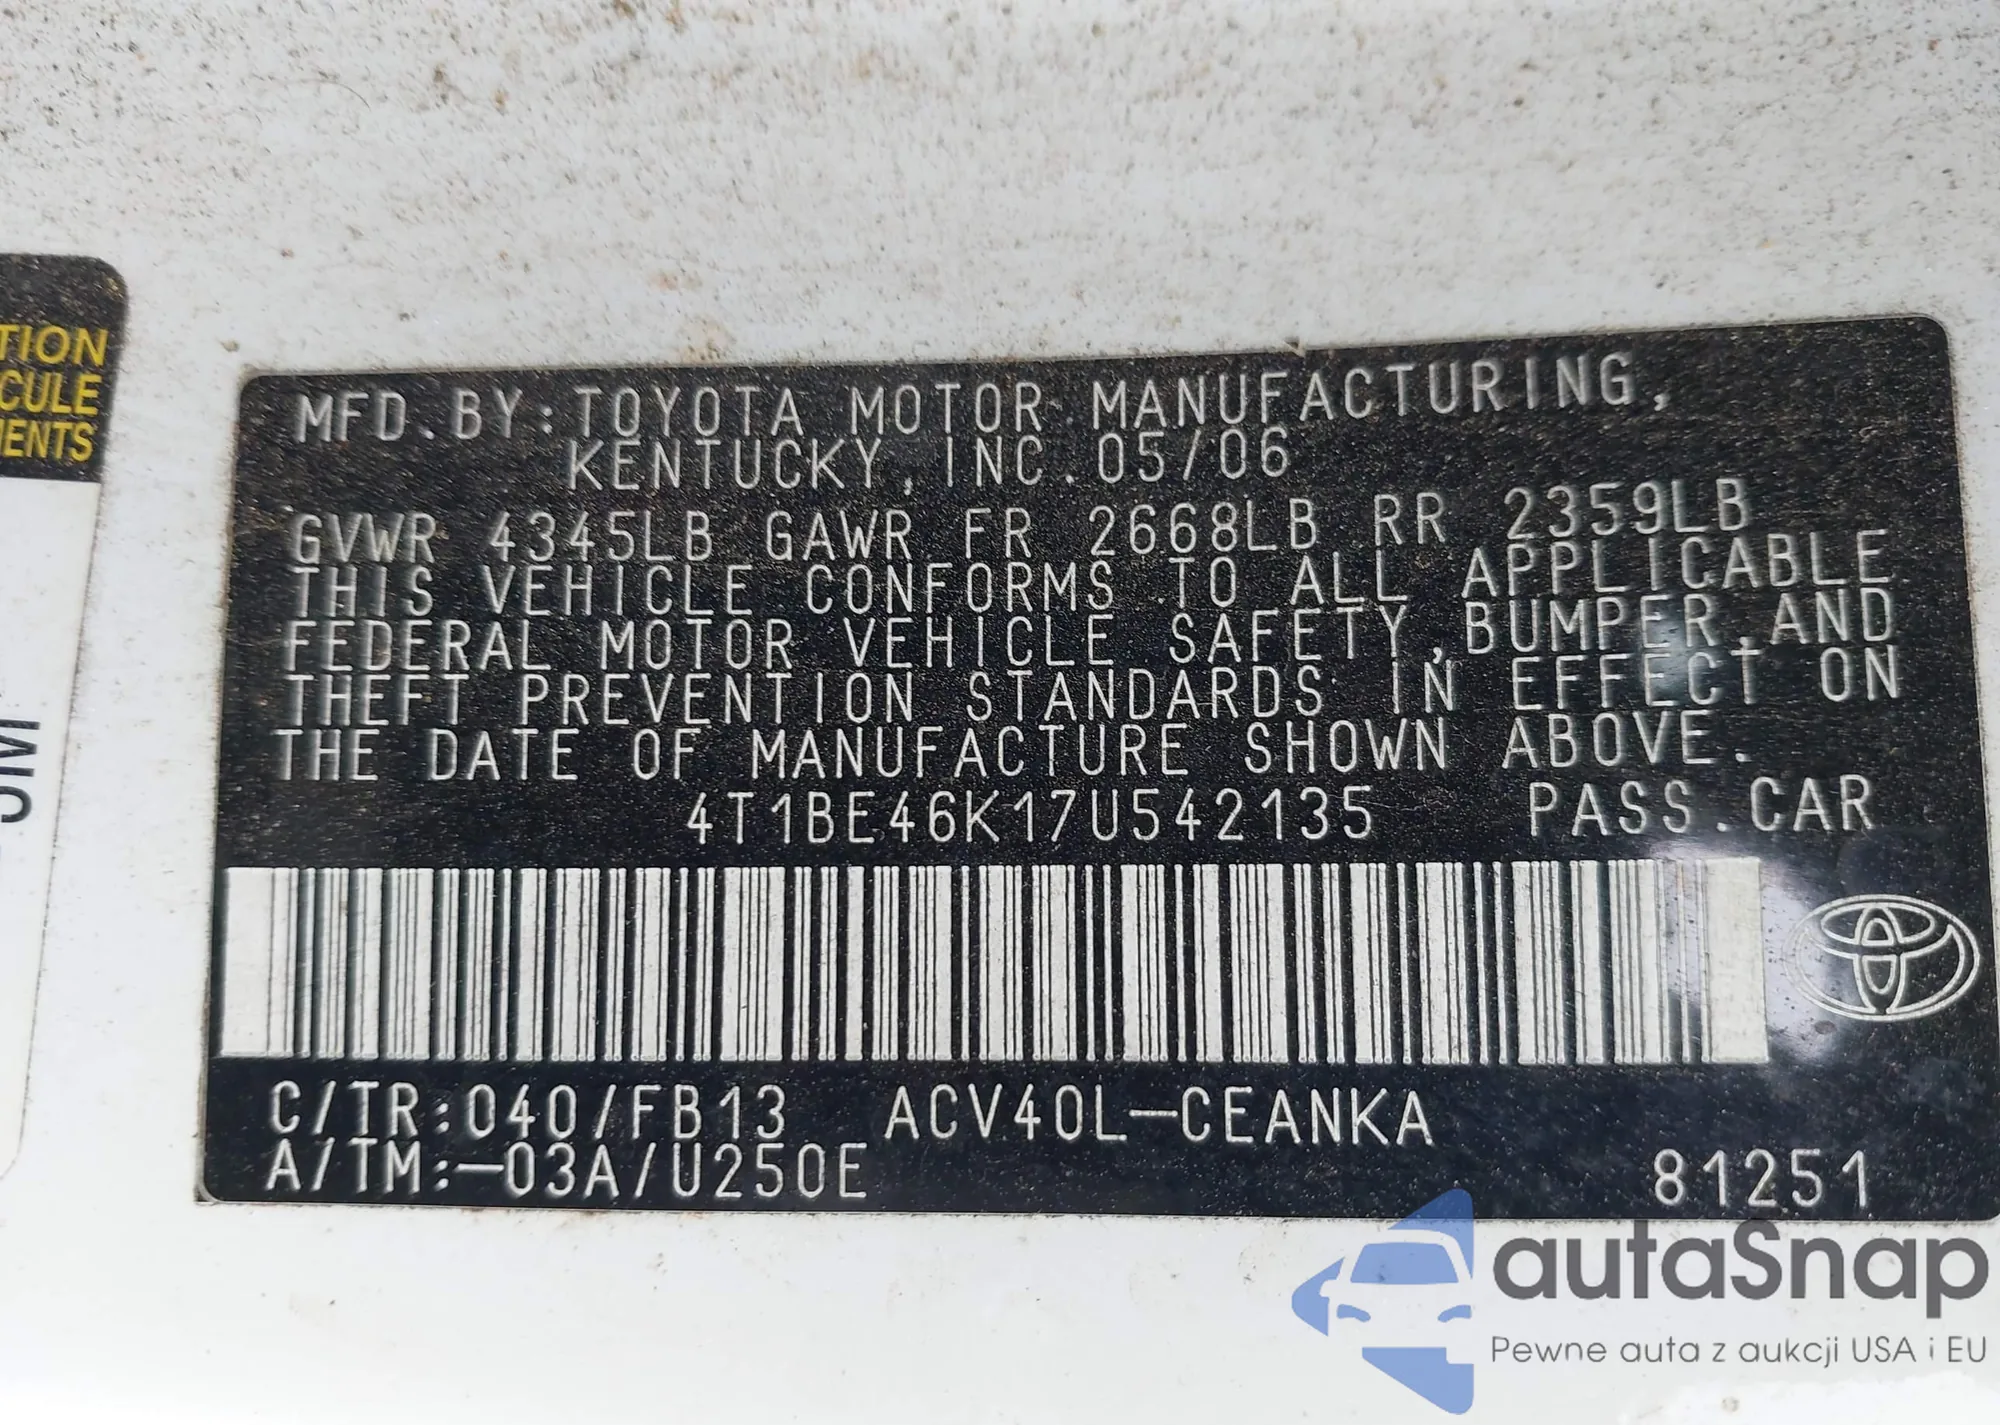 TION
CULE
MENTS
MFD.BY:TOYOTA MOTOR MANUFACTURING,
KENTUCKY,INC.05/06
GVWR 4345LB GAWR FR 2668LB RR 2359LB
THIS VEHICLE CONFORMS TO ALL APPLICABLE
FEDERAL MOTOR VEHICLE SAFETY,BUMPER,AND
THEFT PREVENTION STANDARDS IN EFFECT ON
THE DATE OF MANUFACTURE SHOWN ABOVE.
4T1BE46K17U542135 PASS.CAR
C/TR:040/FB13 ACV40L-CEANKA
A/TM:-03A/U250E 81251
autaSnap
Pewne auta z aukcji USA i EU